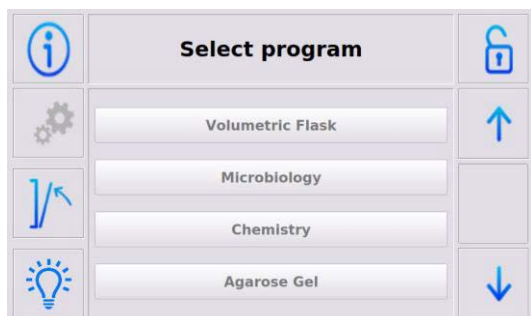 Select program
Volumetric Flask
Microbiology
Chemistry
Agarose Gel